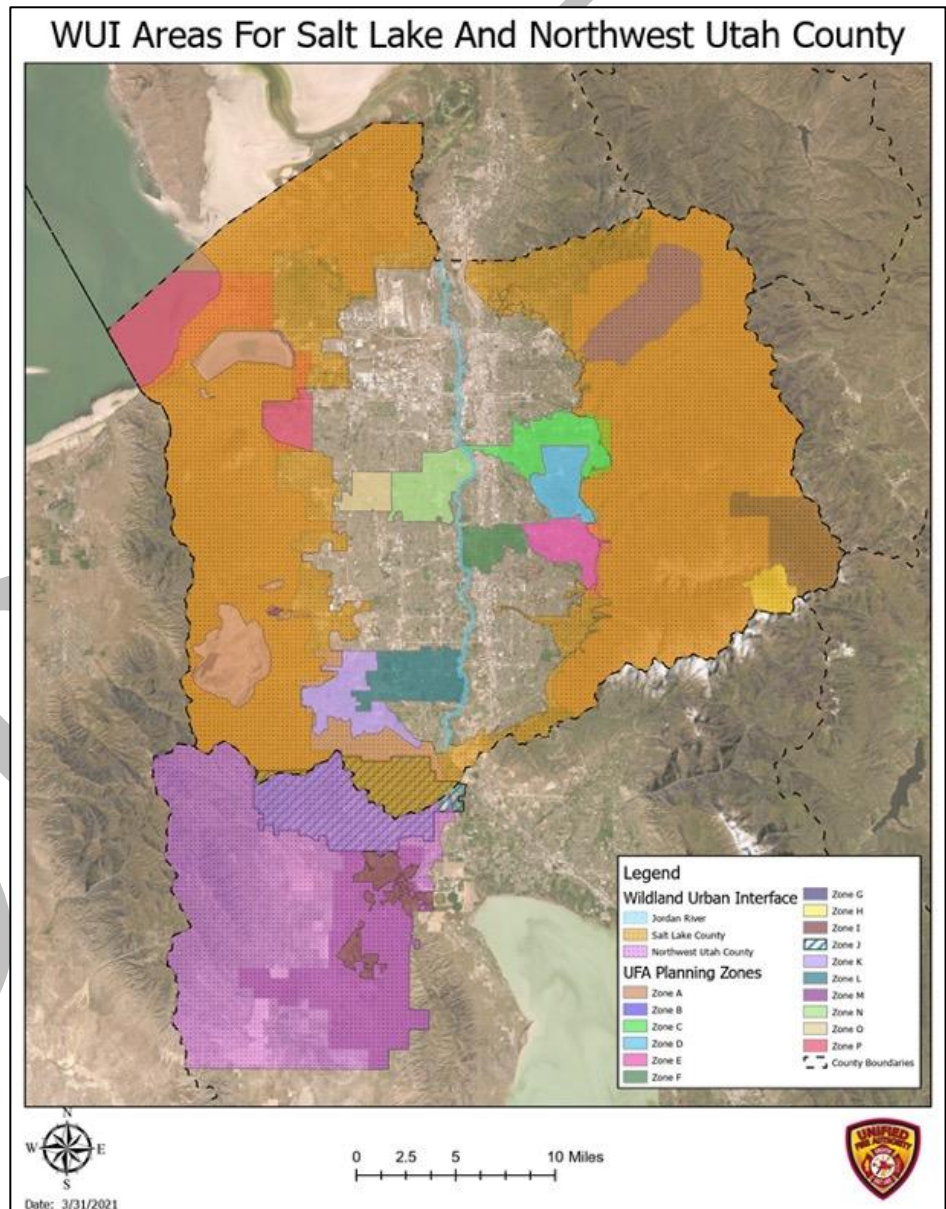 WUI Areas For Salt Lake And Northwest Utah County
Legend
Wildland Urban Interface
Jordan River
Salt Lake County
Northwest Utah County
UFA Planning Zones
Zone A
Zone B
Zone C
Zone D
Zone E
Zone F
Zone G
Zone H
Zone I
Zone J
Zone K
Zone L
Zone M
Zone N
Zone O
Zone P
County Boundaries
N
W E
S
0 2.5 5 10 Miles
UNIFIED
FIRE AUTHORITY
Date: 3/31/2021